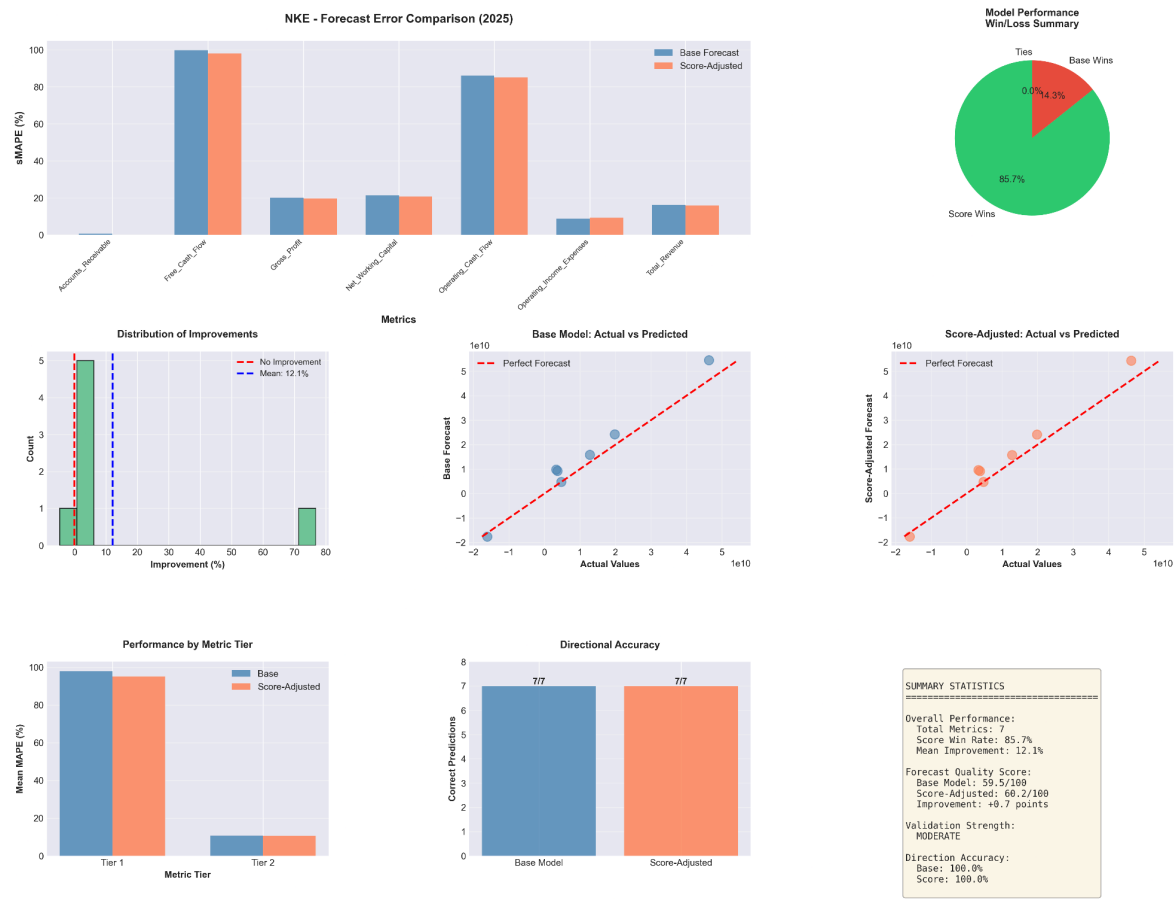 NKE - Forecast Error Comparison (2025)
sMAPE (%)
100
80
60
40
20
0
Base Forecast
Score-Adjusted
Accounts_Receivable
Free_Cash_Flow
Gross_Profit
Net_Working_Capital
Operating_Cash_Flow
Operating_Income_Expenses
Total_Revenue
Metrics
Model Performance
Win/Loss Summary
Ties
Base Wins
0.0%
14.3%
85.7%
Score Wins
Distribution of Improvements
Count
5
4
3
2
1
0
No Improvement
Mean: 12.1%
0 10 20 30 40 50 60 70 80
Improvement (%)
Base Model: Actual vs Predicted
1e10
Base Forecast
5
4
3
2
1
0
−1
−2
Perfect Forecast
−2 −1 0 1 2 3 4 5
Actual Values
1e10
Score-Adjusted: Actual vs Predicted
1e10
Score-Adjusted Forecast
5
4
3
2
1
0
−1
−2
Perfect Forecast
−2 −1 0 1 2 3 4 5
Actual Values
1e10
Performance by Metric Tier
Mean MAPE (%)
100
80
60
40
20
0
Base
Score-Adjusted
Tier 1 Tier 2
Metric Tier
Directional Accuracy
Correct Predictions
8
7
6
5
4
3
2
1
0
7/7 7/7
Base Model Score-Adjusted
SUMMARY STATISTICS
===================================
Overall Performance:
Total Metrics: 7
Score Win Rate: 85.7%
Mean Improvement: 12.1%
Forecast Quality Score:
Base Model: 59.5/100
Score-Adjusted: 60.2/100
Improvement: +0.7 points
Validation Strength:
MODERATE
Direction Accuracy:
Base: 100.0%
Score: 100.0%